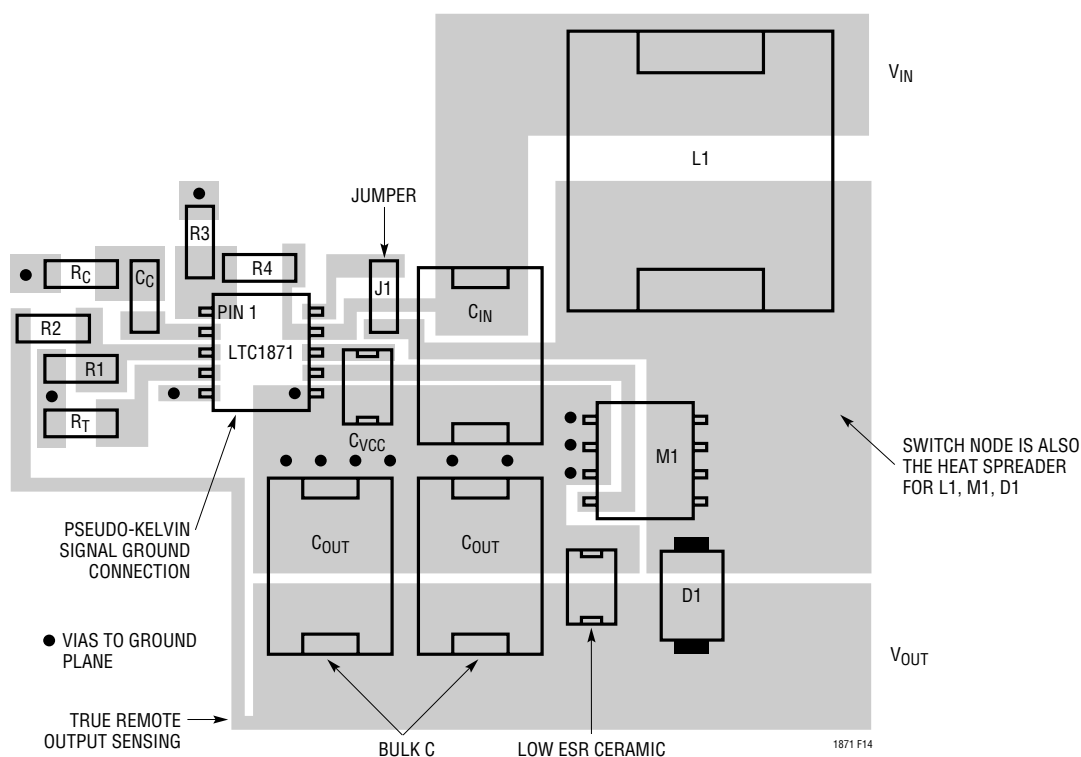 V_IN
L1
JUMPER
R3
R4
R_C
C_C
J1
C_IN
PIN 1
R2
LTC1871
R1
R_T
C_VCC
M1
SWITCH NODE IS ALSO
THE HEAT SPREADER
FOR L1, M1, D1
PSEUDO-KELVIN
SIGNAL GROUND
CONNECTION
C_OUT
C_OUT
D1
VIAS TO GROUND
PLANE
V_OUT
TRUE REMOTE
OUTPUT SENSING
BULK C
LOW ESR CERAMIC
1871 F14